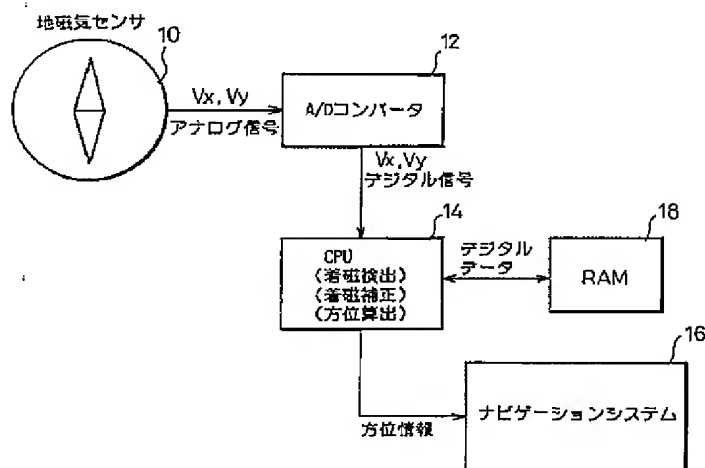 地磁気センサ
10
Vx, Vy
アナログ信号
12
A/Dコンバータ
Vx,Vy
デジタル信号
14
CPU
(着磁検出)
(着磁補正)
(方位算出)
デジタル
データ
18
RAM
16
ナビゲーションシステム
方位情報